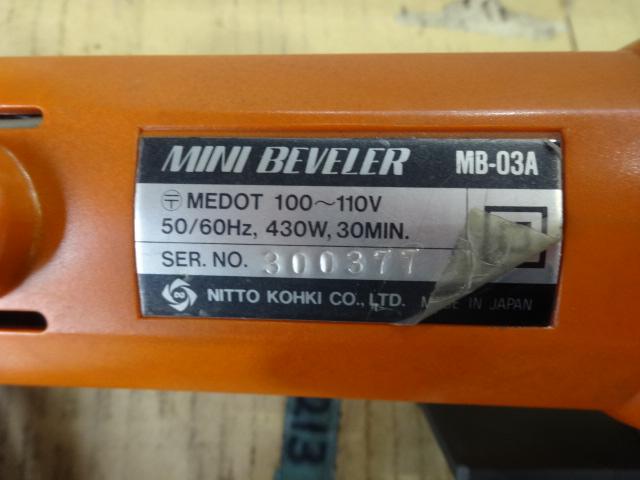 MINI BEVELER MB-03A
〒 MEDOT 100～110V
50/60Hz, 430W, 30MIN.
SER. NO. 300377
NITTO KOHKI CO., LTD. MADE IN JAPAN
213